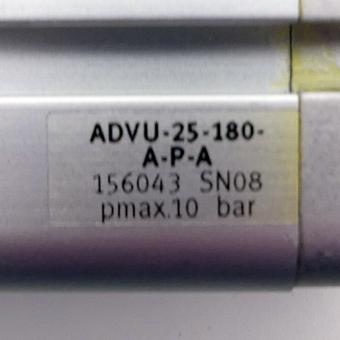 ADVU-25-180-
A-P-A
156043 SN08
pmax.10 bar